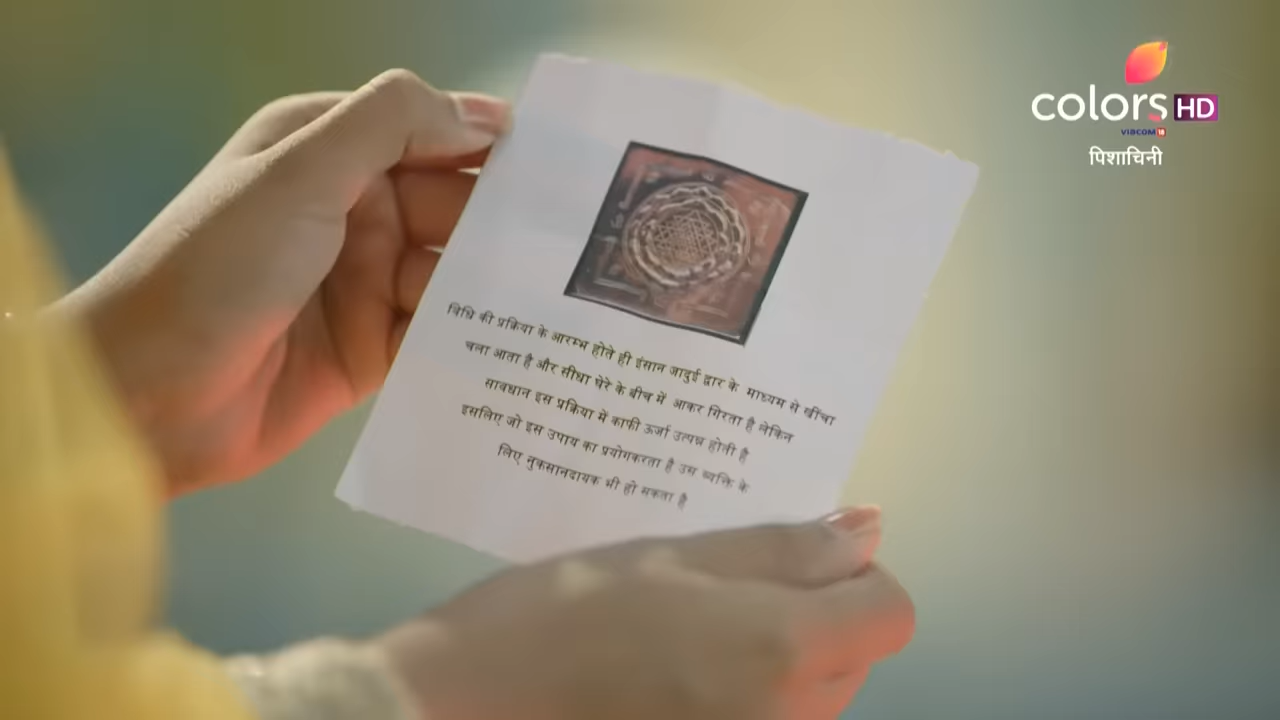 colors HD
VIACOM18
पिशाचिनी
विधि की प्रक्रिया के आरम्भ होते ही इंसान जादुई द्वार के माध्यम से खींचा
चला आता है और सीधा घेरे के बीच में आकर गिरता है लेकिन
सावधान इस प्रक्रिया में काफी ऊर्जा उत्पन्न होती है
इसलिए जो इस उपाय का प्रयोगकरता है उस व्यक्ति के
लिए नुकसानदायक भी हो सकता है